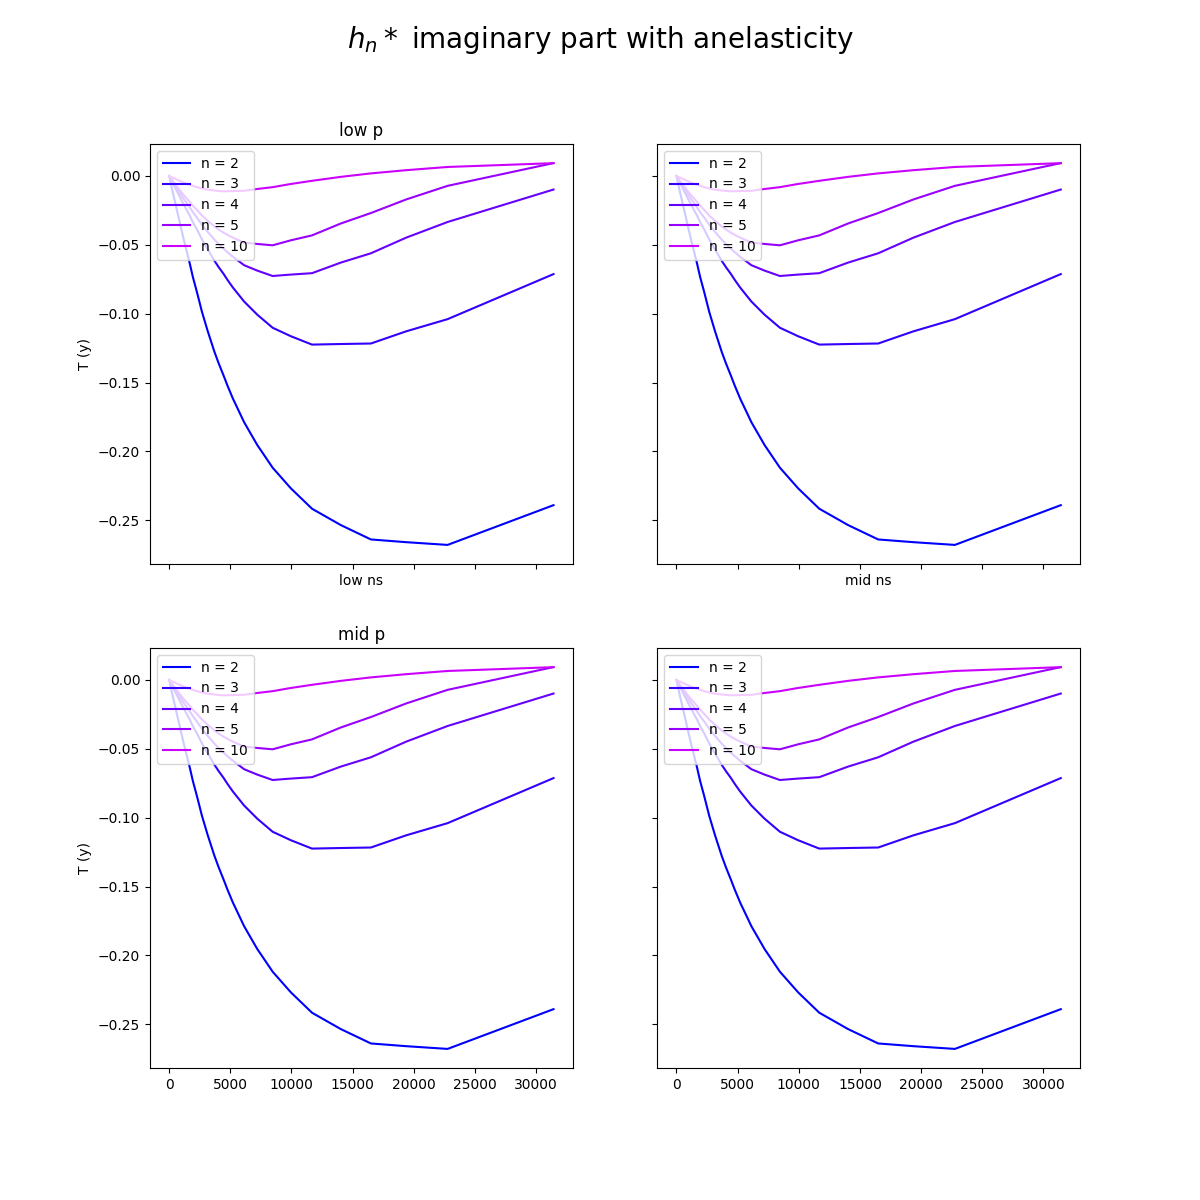 h_n * imaginary part with anelasticity
low p
n = 2
n = 3
n = 4
n = 5
n = 10
0.00
−0.05
−0.10
−0.15
−0.20
−0.25
T (y)
low ns
n = 2
n = 3
n = 4
n = 5
n = 10
mid ns
mid p
n = 2
n = 3
n = 4
n = 5
n = 10
0.00
−0.05
−0.10
−0.15
−0.20
−0.25
T (y)
0 5000 10000 15000 20000 25000 30000
n = 2
n = 3
n = 4
n = 5
n = 10
0 5000 10000 15000 20000 25000 30000